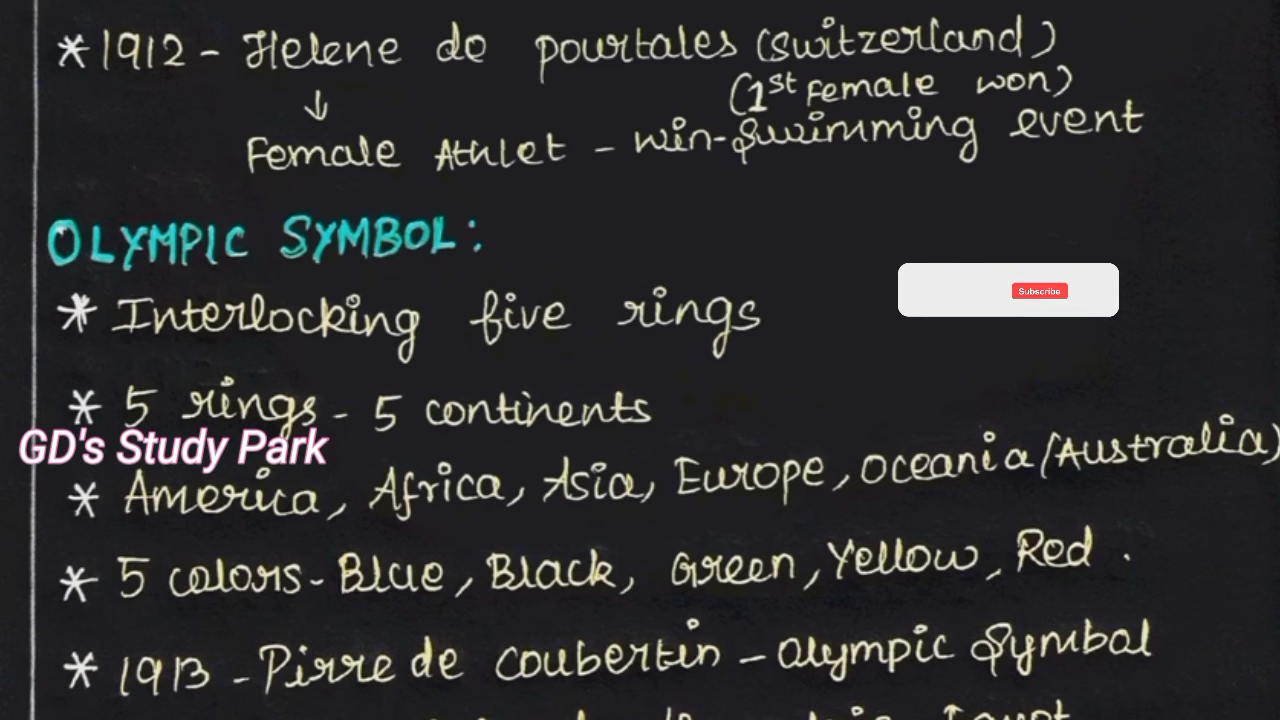 *1912 - Helene de pourtales (Switzerland)
(1st Female won)
↓
Female Athlet - win-Swimming event
OLYMPIC SYMBOL:
* Interlocking five rings
Subscribe
* 5 rings - 5 continents
GD's Study Park
* America, Africa, Asia, Europe, Oceania/(Australia)
* 5 colors - Blue, Black, Green, Yellow, Red.
* 1913 - Pirre de coubertin - Olympic Symbal